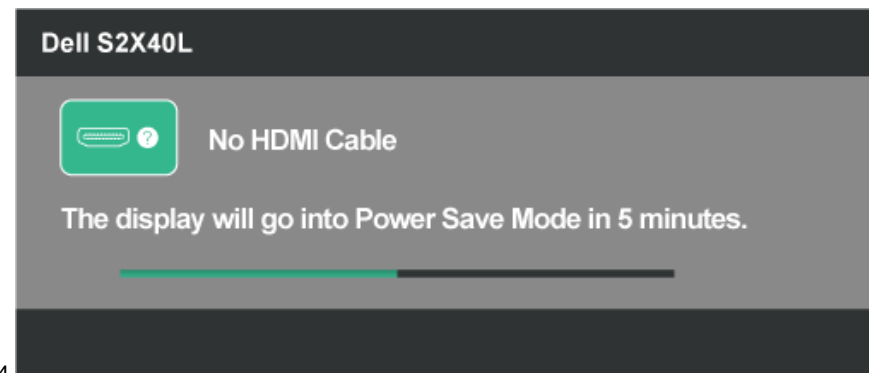 Dell S2X40L
?
No HDMI Cable
The display will go into Power Save Mode in 5 minutes.